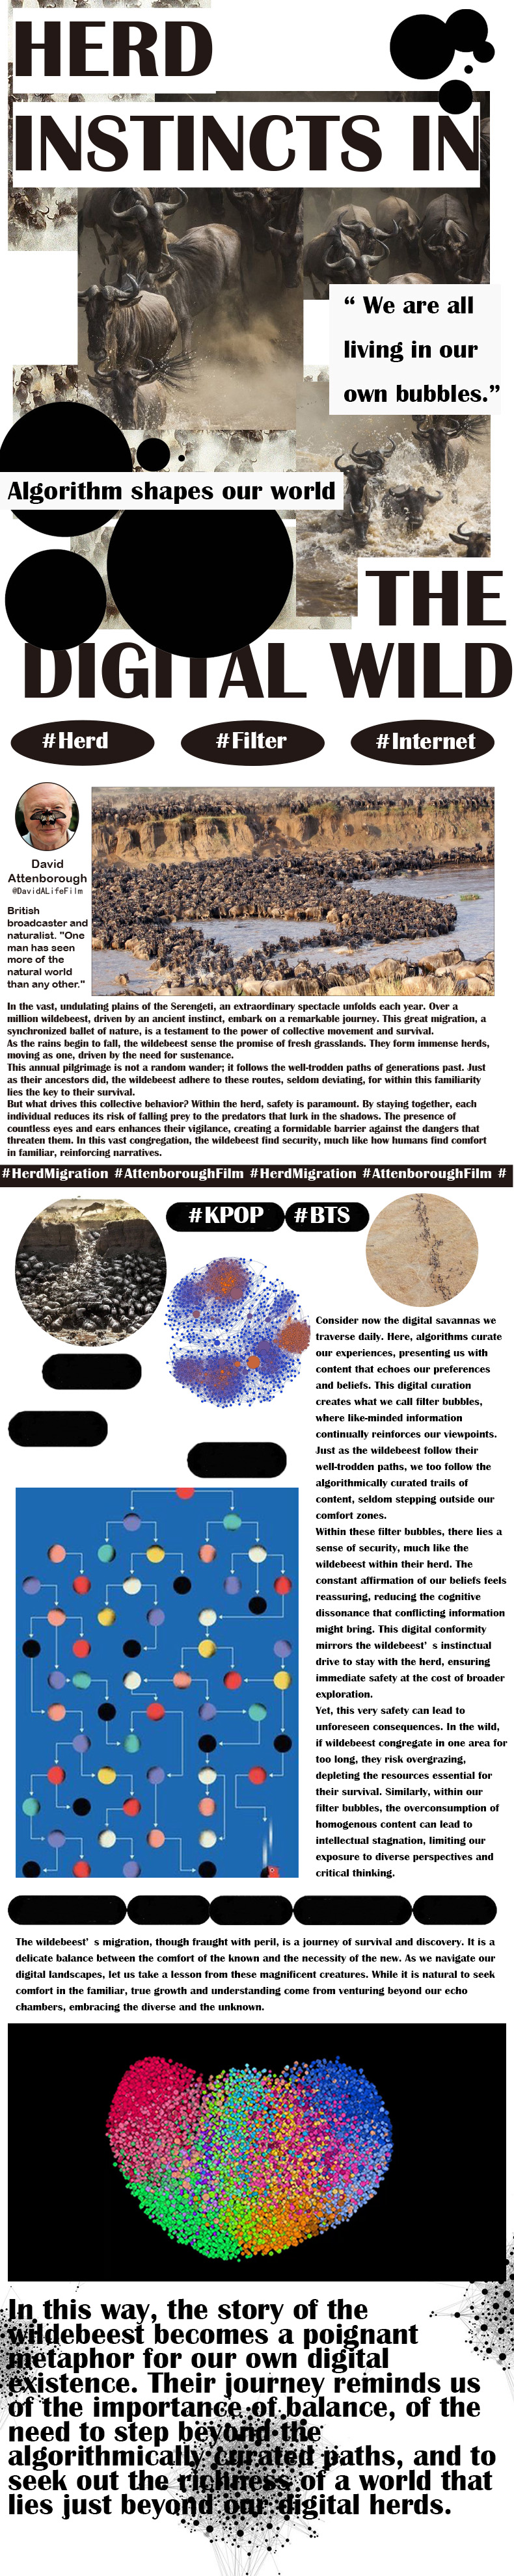 HERD
INSTINCTS IN
“ We are all
living in our
own bubbles.”
Algorithm shapes our world
THE
DIGITAL WILD
#Herd
#Filter
#Internet
David
Attenborough
@DavidALifeFilm
British
broadcaster and
naturalist. "One
man has seen
more of the
natural world
than any other."
In the vast, undulating plains of the Serengeti, an extraordinary spectacle unfolds each year. Over a
million wildebeest, driven by an ancient instinct, embark on a remarkable journey. This great migration, a
synchronized ballet of nature, is a testament to the power of collective movement and survival.
As the rains begin to fall, the wildebeest sense the promise of fresh grasslands. They form immense herds,
moving as one, driven by the need for sustenance.
This annual pilgrimage is not a random wander; it follows the well-trodden paths of generations past. Just
as their ancestors did, the wildebeest adhere to these routes, seldom deviating, for within this familiarity
lies the key to their survival.
But what drives this collective behavior? Within the herd, safety is paramount. By staying together, each
individual reduces its risk of falling prey to the predators that lurk in the shadows. The presence of
countless eyes and ears enhances their vigilance, creating a formidable barrier against the dangers that
threaten them. In this vast congregation, the wildebeest find security, much like how humans find comfort
in familiar, reinforcing narratives.
#HerdMigration #AttenboroughFilm #HerdMigration #AttenboroughFilm #
#KPOP
#BTS
Consider now the digital savannas we
traverse daily. Here, algorithms curate
our experiences, presenting us with
content that echoes our preferences
and beliefs. This digital curation
creates what we call filter bubbles,
where like-minded information
continually reinforces our viewpoints.
Just as the wildebeest follow their
well-trodden paths, we too follow the
algorithmically curated trails of
content, seldom stepping outside our
comfort zones.
Within these filter bubbles, there lies a
sense of security, much like the
wildebeest within their herd. The
constant affirmation of our beliefs feels
reassuring, reducing the cognitive
dissonance that conflicting information
might bring. This digital conformity
mirrors the wildebeest’ s instinctual
drive to stay with the herd, ensuring
immediate safety at the cost of broader
exploration.
Yet, this very safety can lead to
unforeseen consequences. In the wild,
if wildebeest congregate in one area for
too long, they risk overgrazing,
depleting the resources essential for
their survival. Similarly, within our
filter bubbles, the overconsumption of
homogenous content can lead to
intellectual stagnation, limiting our
exposure to diverse perspectives and
critical thinking.
The wildebeest’ s migration, though fraught with peril, is a journey of survival and discovery. It is a
delicate balance between the comfort of the known and the necessity of the new. As we navigate our
digital landscapes, let us take a lesson from these magnificent creatures. While it is natural to seek
comfort in the familiar, true growth and understanding come from venturing beyond our echo
chambers, embracing the diverse and the unknown.
In this way, the story of the
wildebeest becomes a poignant
metaphor for our own digital
existence. Their journey reminds us
of the importance of balance, of the
need to step beyond the
algorithmically curated paths, and to
seek out the richness of a world that
lies just beyond our digital herds.